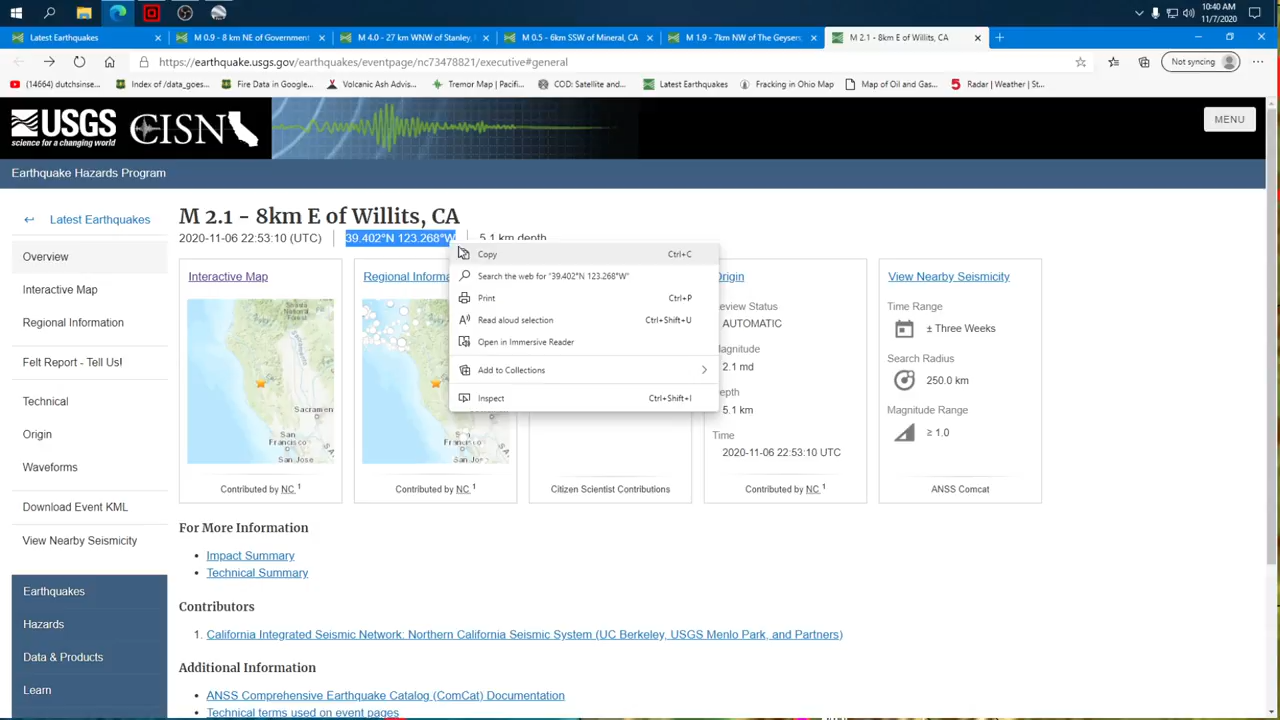 10:40 AM
11/7/2020
Latest Earthquakes
M 0.9 - 8 km NE of Government
M 4.0 - 27 km WNW of Stanley,
M 0.5 - 6km SSW of Mineral, CA
M 1.9 - 7km NW of The Geysers,
M 2.1 - 8km E of Willits, CA
https://earthquake.usgs.gov/earthquakes/eventpage/nc73478821/executive#general
Not syncing
(14664) dutchsinse...
Index of /data_goes...
Fire Data in Google...
Volcanic Ash Advis...
Tremor Map | Pacific...
COD: Satellite and...
Latest Earthquakes
Fracking in Ohio Map
Map of Oil and Gas...
Radar | Weather | St...
USGS
science for a changing world
CISN
MENU
Earthquake Hazards Program
Latest Earthquakes
Overview
Interactive Map
Regional Information
Felt Report - Tell Us!
Technical
Origin
Waveforms
Download Event KML
View Nearby Seismicity
Earthquakes
Hazards
Data & Products
Learn
M 2.1 - 8km E of Willits, CA
2020-11-06 22:53:10 (UTC)
39.402°N 123.268°W
5.1 km depth
Interactive Map
Sacramen
San
Francisco
San Jose
Contributed by NC 1
Regional Informa
San
Francisco
San Jose
Contributed by NC 1
Copy Ctrl+C
Search the web for "39.402°N 123.268°W"
Print Ctrl+P
Read aloud selection Ctrl+Shift+U
Open in Immersive Reader
Add to Collections
Inspect Ctrl+Shift+I
Citizen Scientist Contributions
Origin
Review Status
AUTOMATIC
Magnitude
2.1 md
Depth
5.1 km
Time
2020-11-06 22:53:10 UTC
Contributed by NC 1
View Nearby Seismicity
Time Range
± Three Weeks
Search Radius
250.0 km
Magnitude Range
≥ 1.0
ANSS Comcat
For More Information
• Impact Summary
• Technical Summary
Contributors
1. California Integrated Seismic Network: Northern California Seismic System (UC Berkeley, USGS Menlo Park, and Partners)
Additional Information
• ANSS Comprehensive Earthquake Catalog (ComCat) Documentation
• Technical terms used on event pages